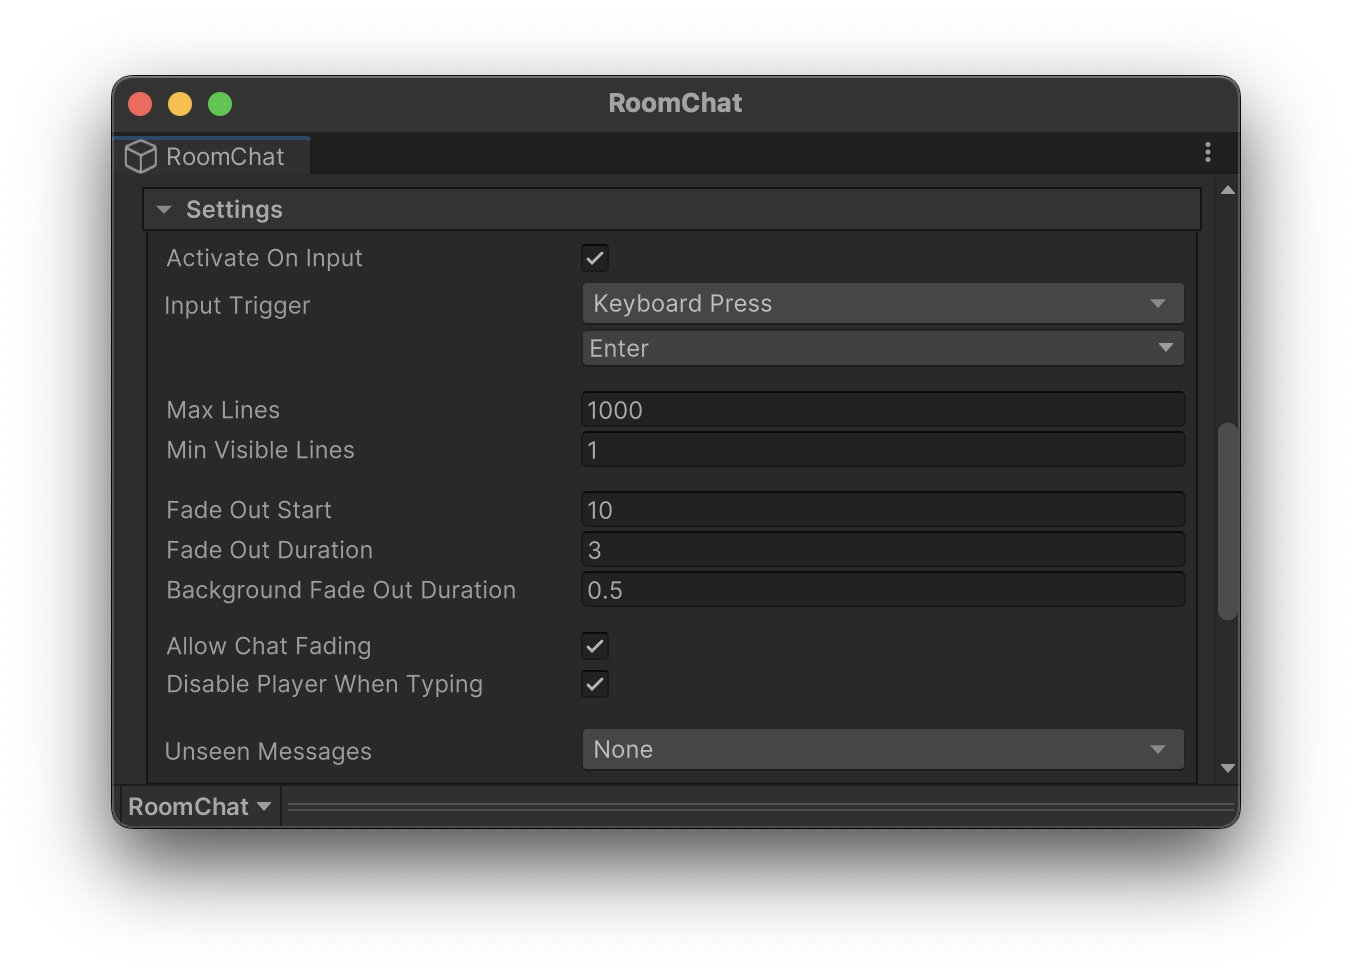 RoomChat
RoomChat
Settings
Activate On Input
Input Trigger Keyboard Press
Enter
Max Lines 1000
Min Visible Lines 1
Fade Out Start 10
Fade Out Duration 3
Background Fade Out Duration 0.5
Allow Chat Fading
Disable Player When Typing
Unseen Messages None
RoomChat